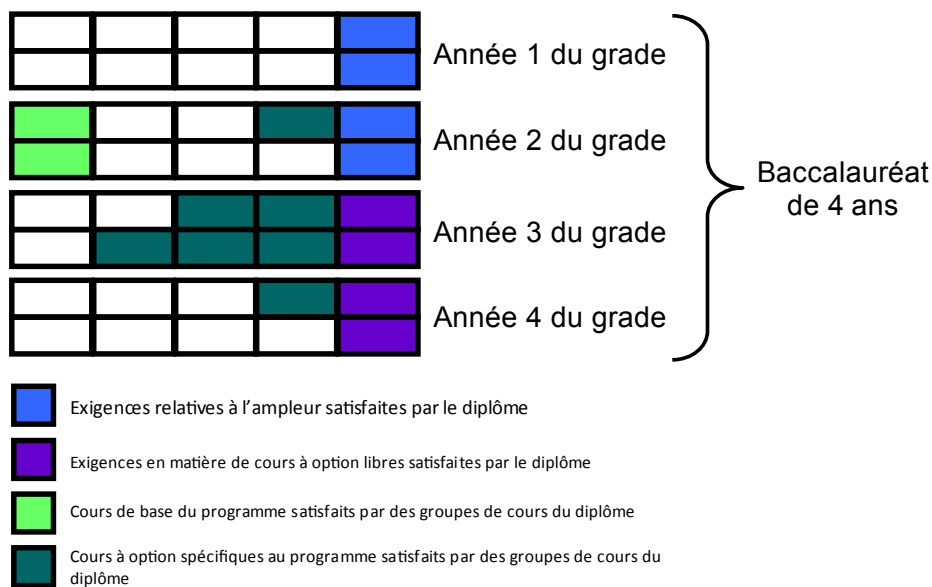 Année 1 du grade
Année 2 du grade
Année 3 du grade
Année 4 du grade
Baccalauréat
de 4 ans
Exigences relatives à l'ampleur satisfaites par le diplôme
Exigences en matière de cours à option libres satisfaites par le diplôme
Cours de base du programme satisfaits par des groupes de cours du diplôme
Cours à option spécifiques au programme satisfaits par des groupes de cours du
diplôme